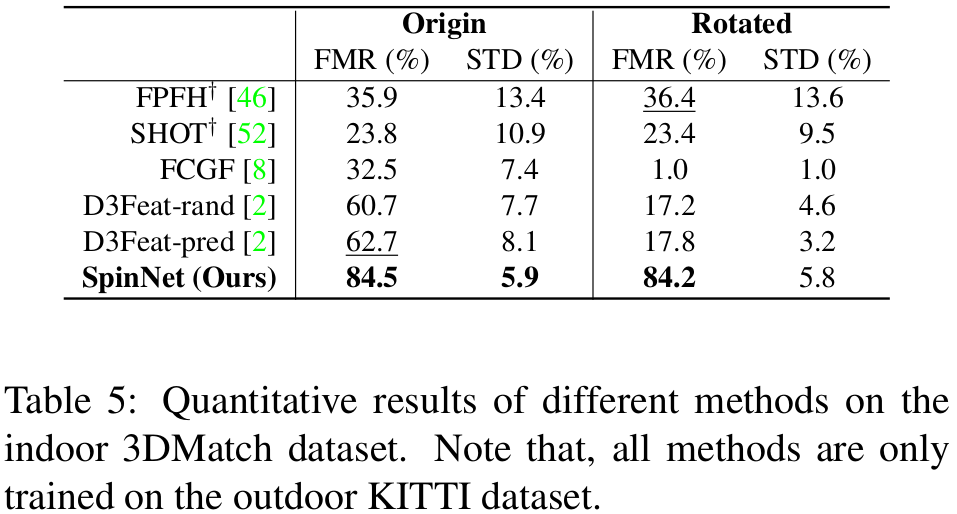 Origin Rotated
FMR (%) STD (%) FMR (%) STD (%)
FPFH† [46] 35.9 13.4 36.4 13.6
SHOT† [52] 23.8 10.9 23.4 9.5
FCGF [8] 32.5 7.4 1.0 1.0
D3Feat-rand [2] 60.7 7.7 17.2 4.6
D3Feat-pred [2] 62.7 8.1 17.8 3.2
SpinNet (Ours) 84.5 5.9 84.2 5.8
Table 5: Quantitative results of different methods on the
indoor 3DMatch dataset. Note that, all methods are only
trained on the outdoor KITTI dataset.